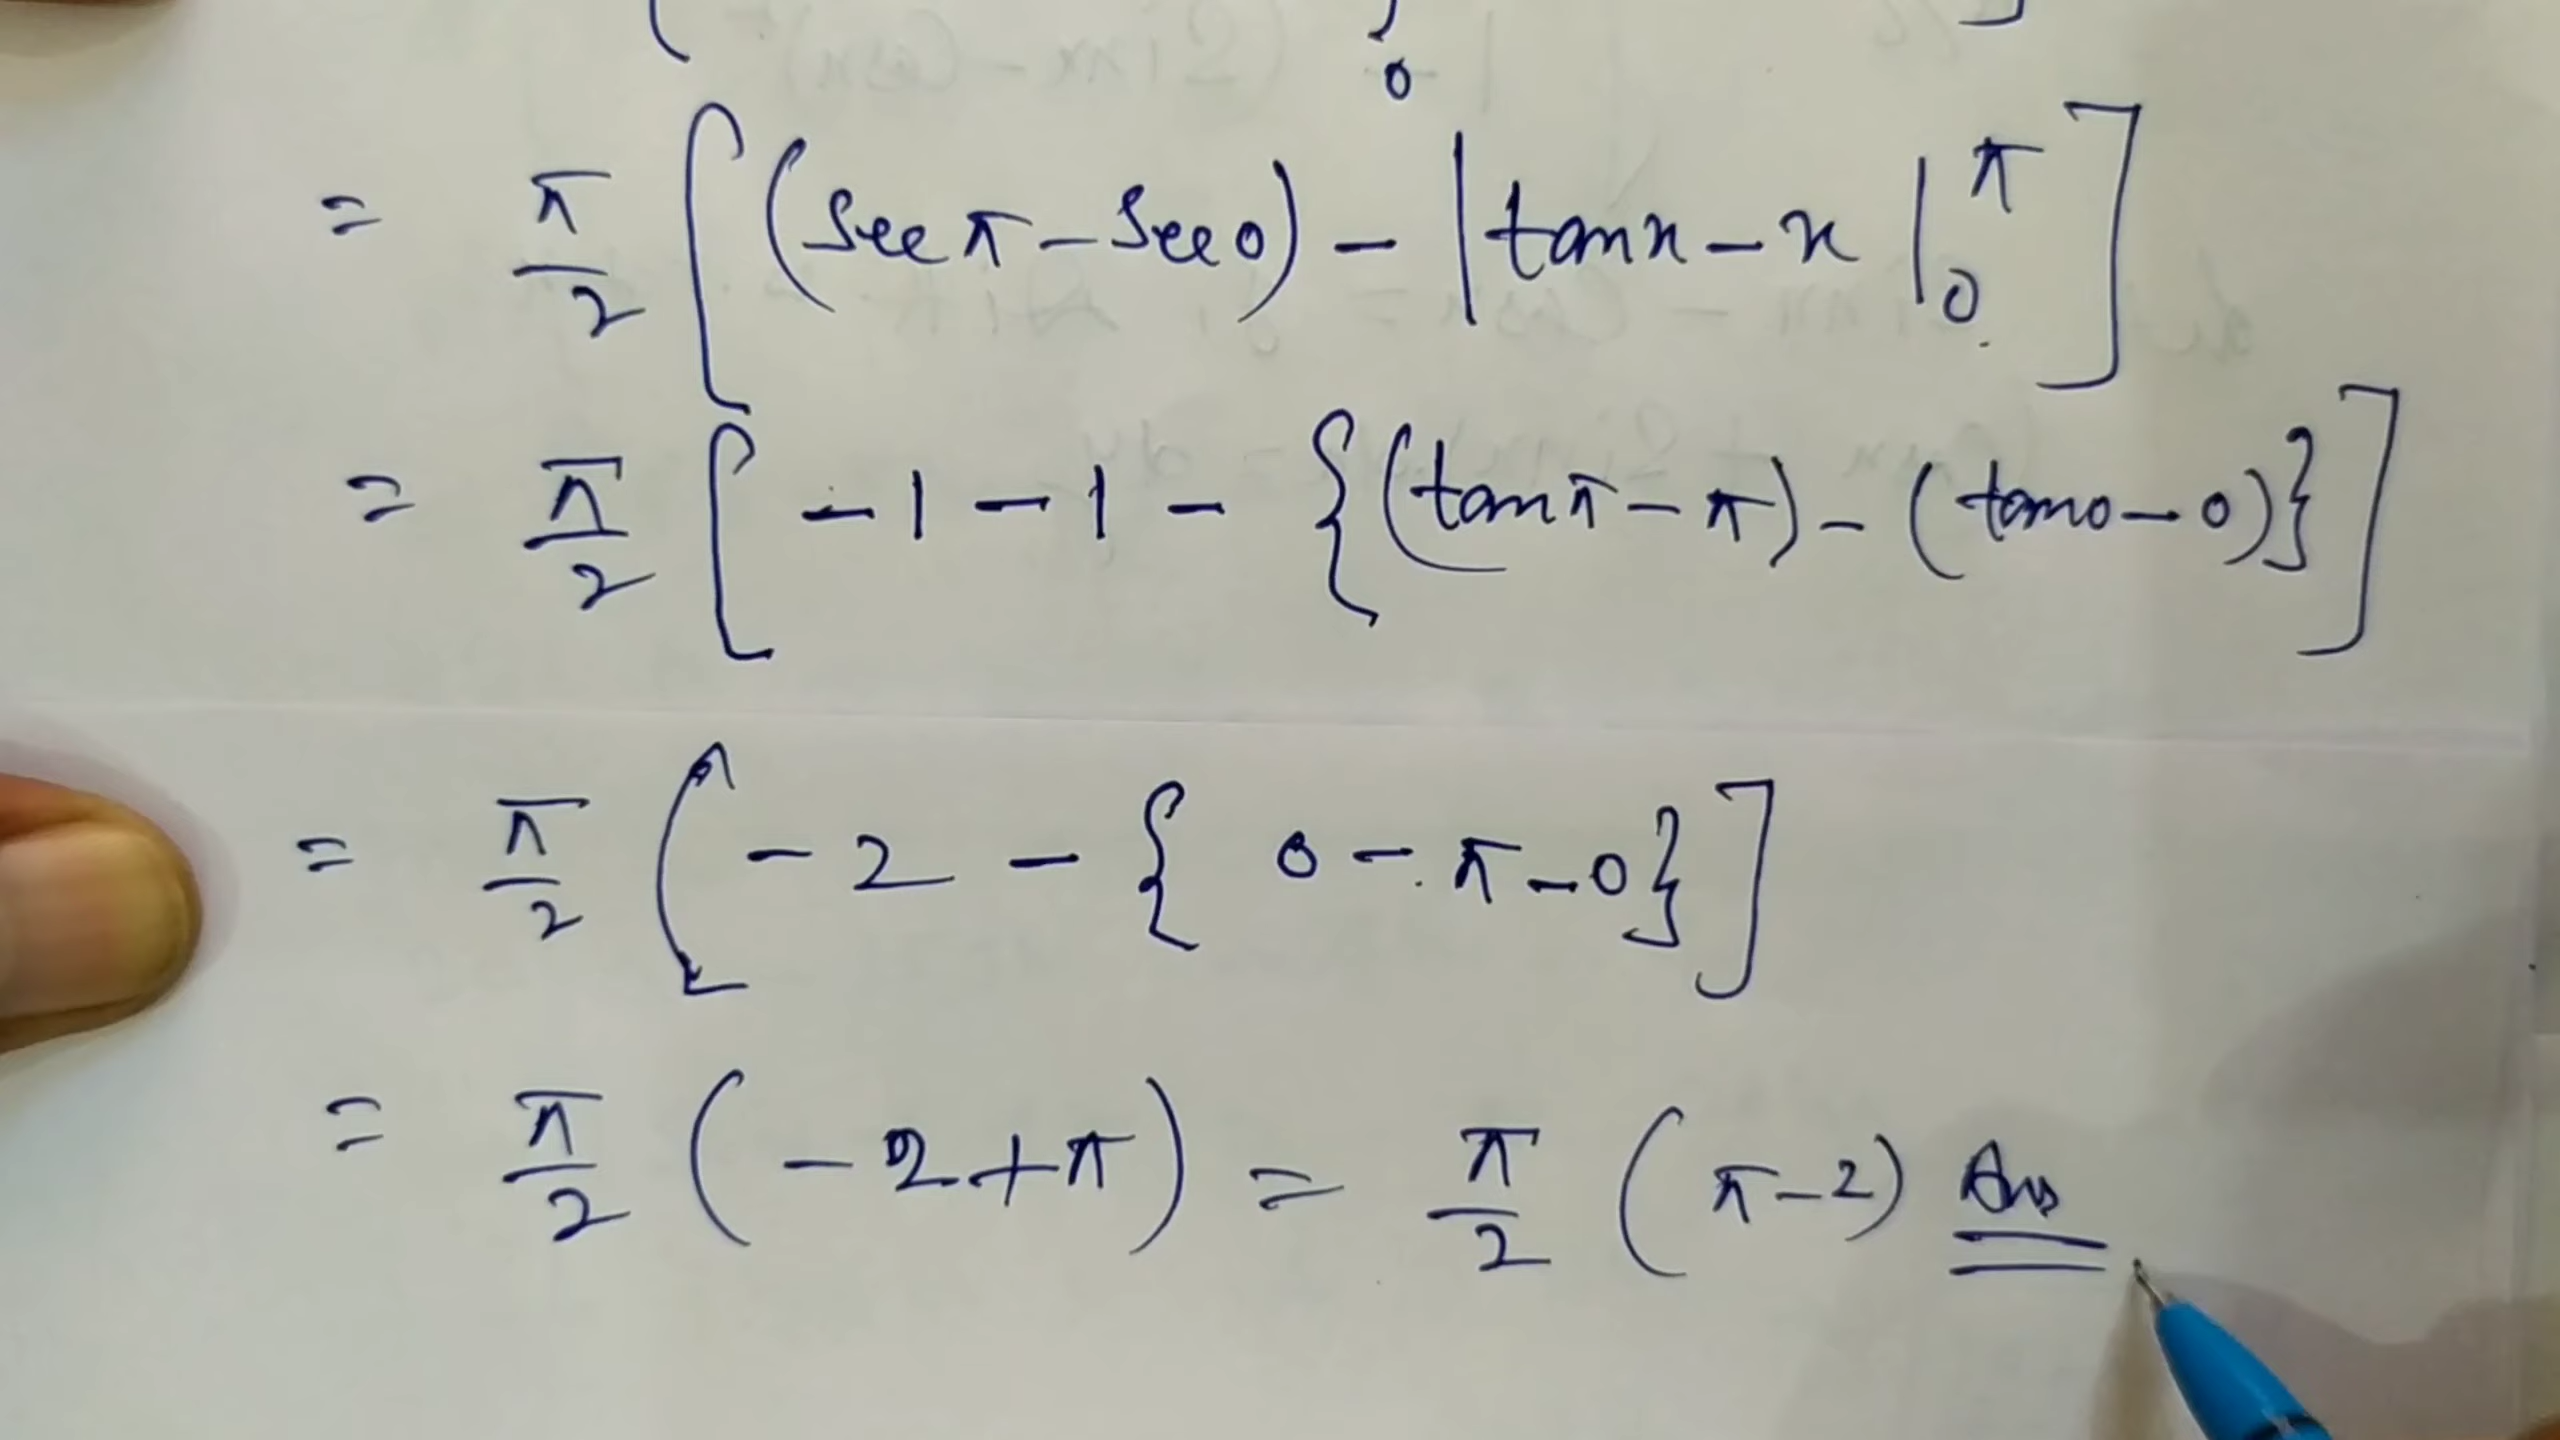 0
= π/2 [(Sec π - Sec 0) - |tan x - x|₀^π]
= π/2 [-1 - 1 - {(tan π - π) - (tan 0 - 0)}]
= π/2 [-2 - {0 - π - 0}]
= π/2 (-2 + π) = π/2 (π - 2) Ans